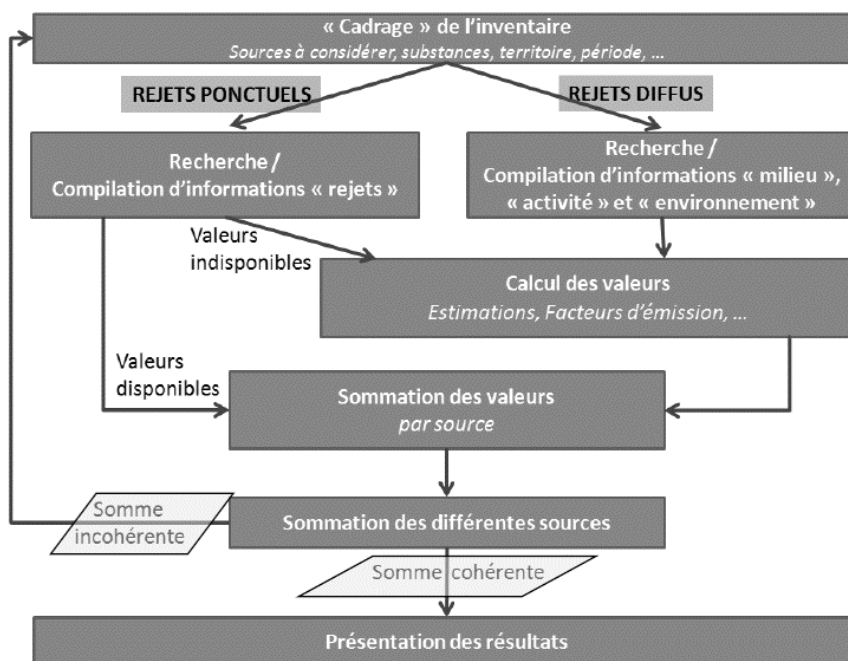 « Cadrage » de l'inventaire
Sources à considérer, substances, territoire, période, ...
REJETS PONCTUELS
REJETS DIFFUS
Recherche /
Compilation d'informations « rejets »
Recherche /
Compilation d'informations « milieu »,
« activité » et « environnement »
Valeurs
indisponibles
Calcul des valeurs
Estimations, Facteurs d'émission, ...
Valeurs
disponibles
Sommation des valeurs
par source
Somme
incohérente
Sommation des différentes sources
Somme cohérente
Présentation des résultats